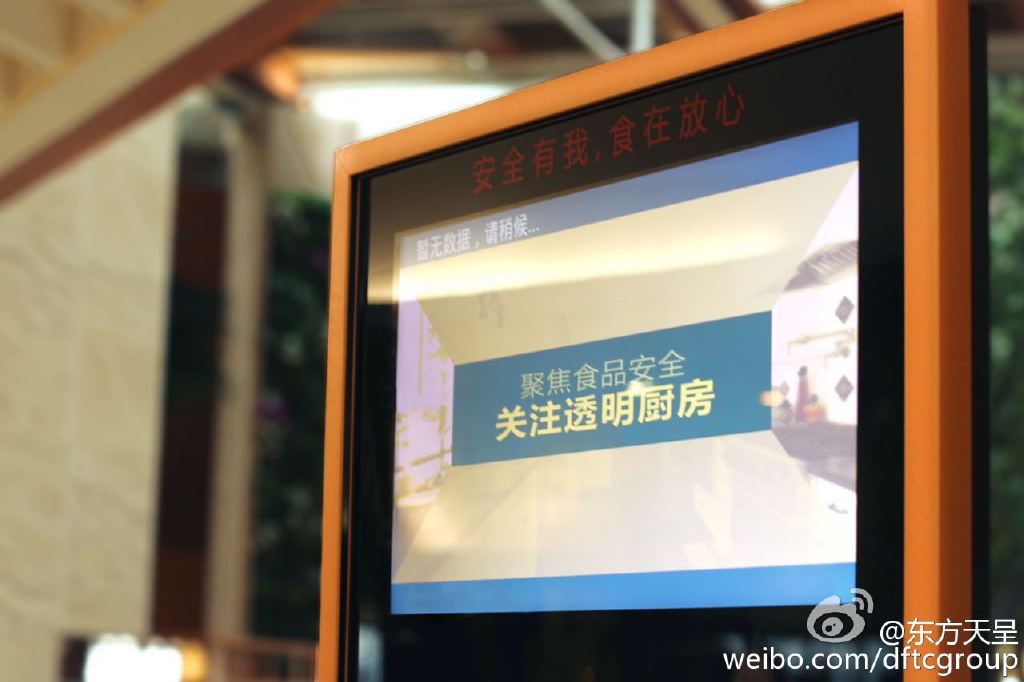 安全有我,食在放心
暂无数据，请稍候...
聚焦食品安全
关注透明厨房
@东方天呈
weibo.com/dftcgroup